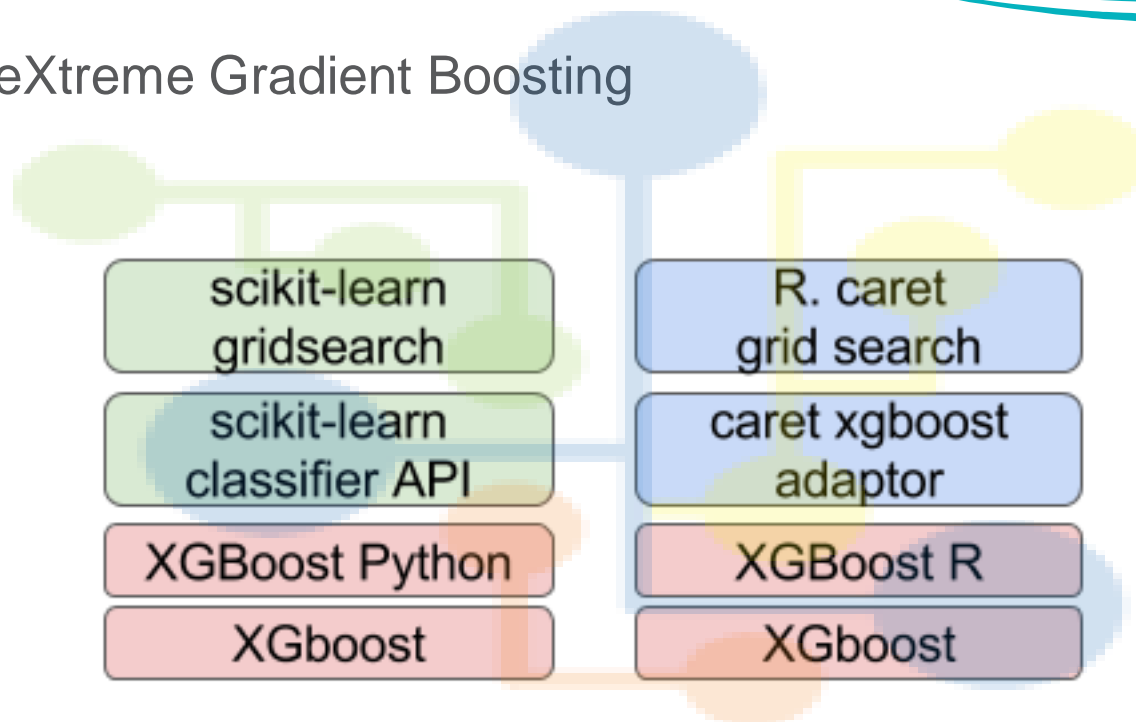 eXtreme Gradient Boosting
scikit-learn
gridsearch
scikit-learn
classifier API
XGBoost Python
XGboost
R. caret
grid search
caret xgboost
adaptor
XGBoost R
XGboost